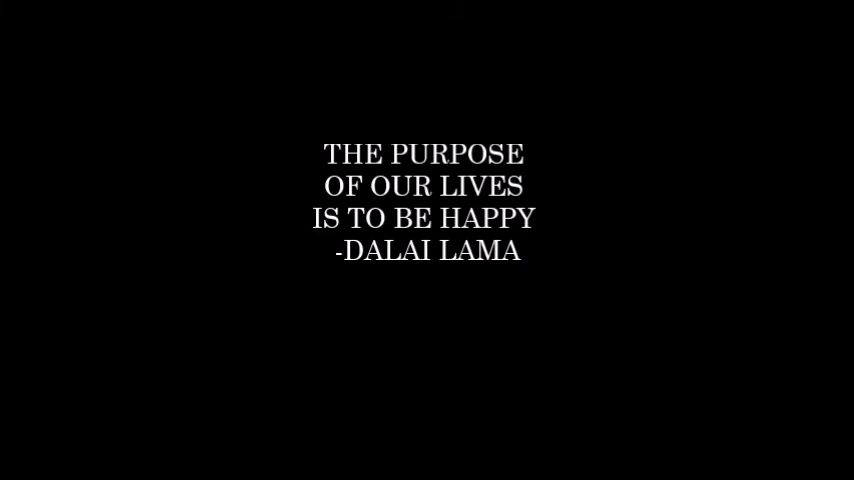 THE PURPOSE
OF OUR LIVES
IS TO BE HAPPY
-DALAI LAMA